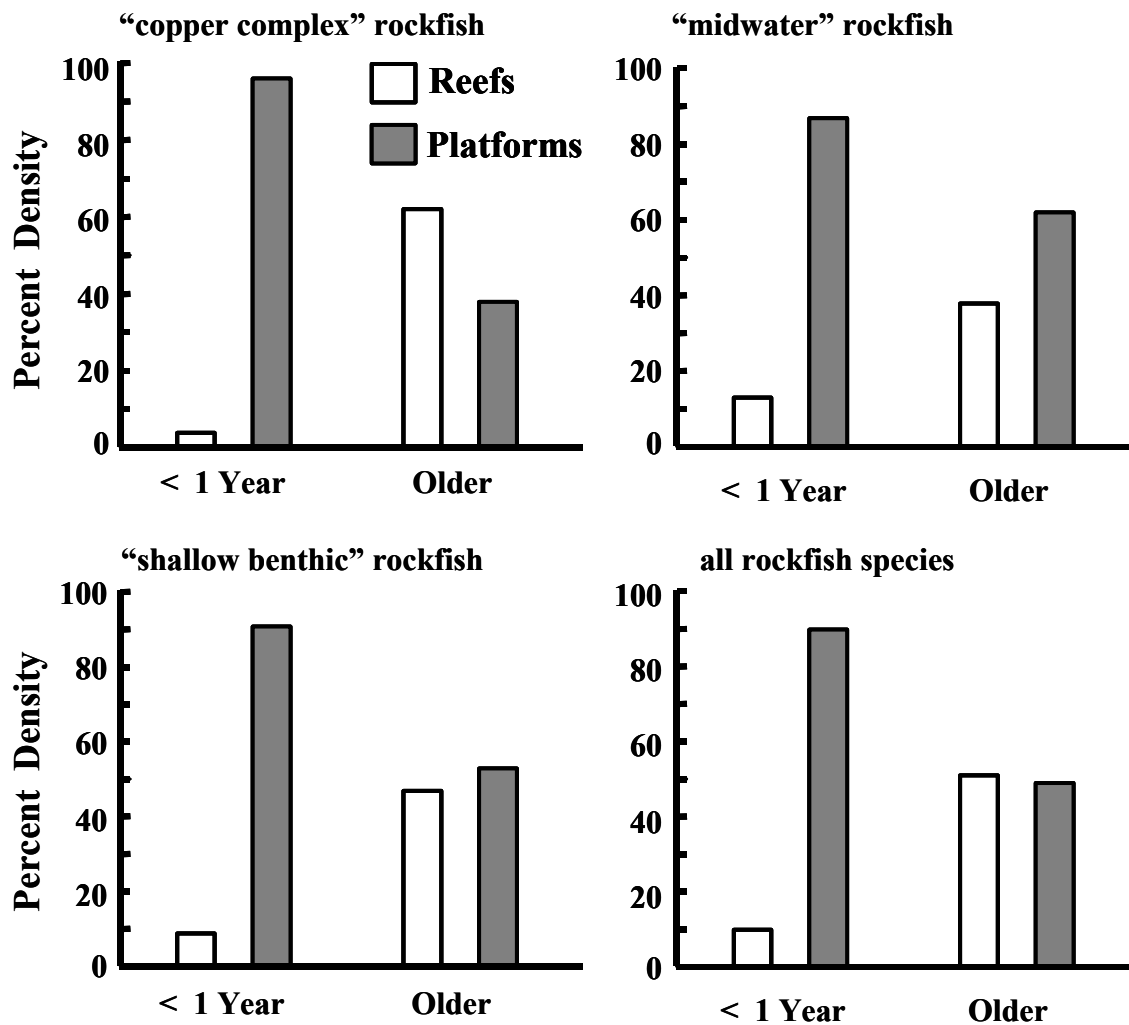 “copper complex” rockfish
Percent Density
100
80
60
40
20
0
Reefs
Platforms
< 1 Year
Older
“midwater” rockfish
100
80
60
40
20
0
< 1 Year
Older
“shallow benthic” rockfish
Percent Density
100
80
60
40
20
0
< 1 Year
Older
all rockfish species
100
80
60
40
20
0
< 1 Year
Older